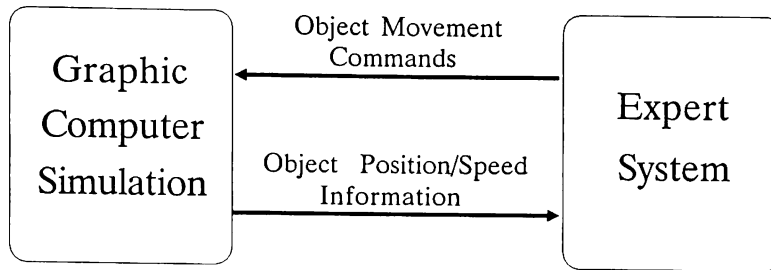 Graphic
Computer
Simulation
Object Movement
Commands
Object Position/Speed
Information
Expert
System